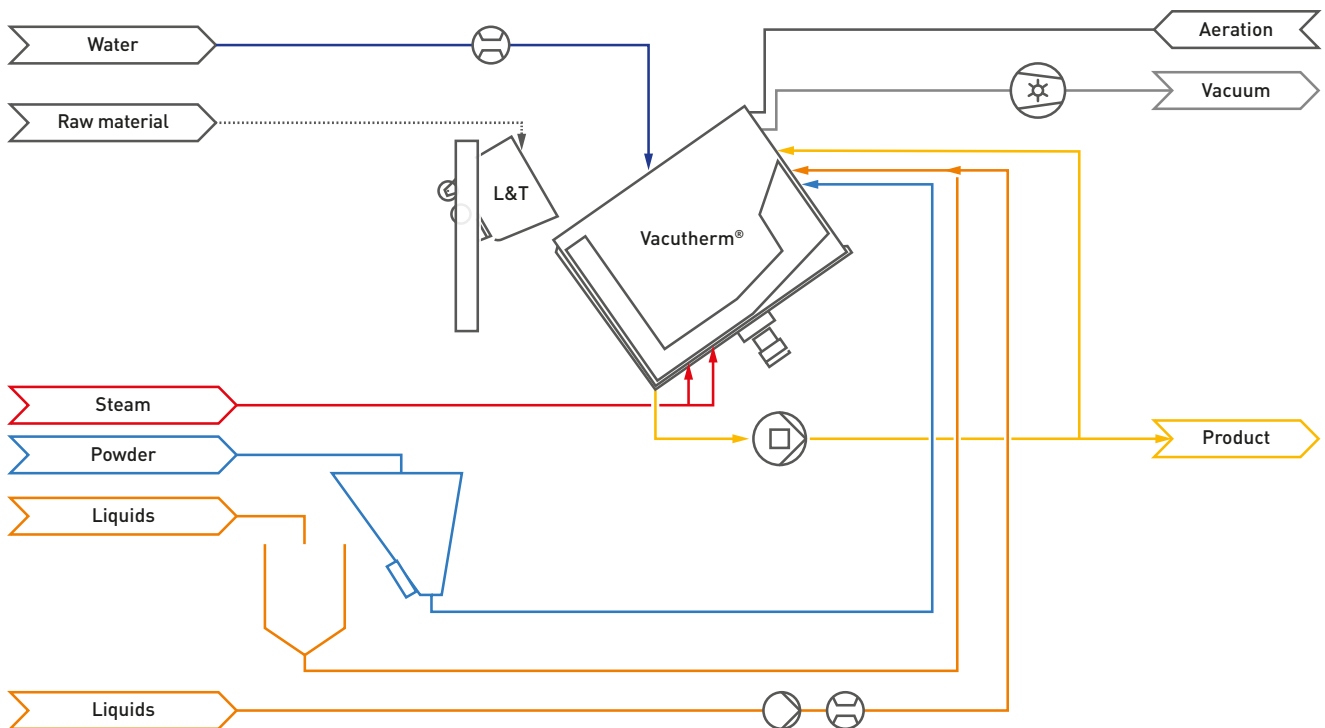 Water
Aeration
Vacuum
Raw material
L&T
Vacutherm®
Steam
Powder
Product
Liquids
Liquids